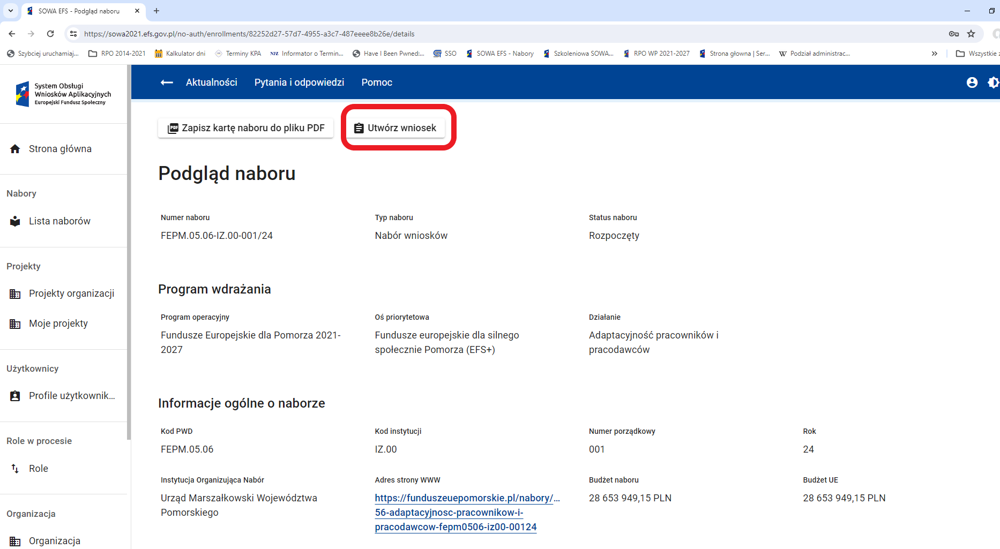 SOWA EFS - Podgląd naboru
https://sowa2021.efs.gov.pl/no-auth/enrollments/82252d27-57d7-4955-a3c7-487eeee8b26e/details
Szybciej uruchamiaj... RPO 2014-2021 Kalkulator dni Terminy KPA NFZ Informator o Termin... Have I Been Pwned:... SSO SOWA EFS - Nabory Szkoleniowa SOWA... RPO WP 2021-2027 Strona głowna | Ser... W Podział administrac... » Wszystkie
System Obsługi
Wniosków Aplikacyjnych
Europejski Fundusz Społeczny
Aktualności Pytania i odpowiedzi Pomoc
Strona główna
Nabory
Lista naborów
Projekty
Projekty organizacji
Moje projekty
Użytkownicy
Profile użytkownik...
Role w procesie
Role
Organizacja
Organizacja
PDF Zapisz kartę naboru do pliku PDF Utwórz wniosek
Podgląd naboru
Numer naboru Typ naboru Status naboru
FEPM.05.06-IZ.00-001/24 Nabór wniosków Rozpoczęty
Program wdrażania
Program operacyjny Oś priorytetowa Działanie
Fundusze Europejskie dla Pomorza 2021- Fundusze europejskie dla silnego Adaptacyjność pracowników i
2027 społecznie Pomorza (EFS+) pracodawców
Informacje ogólne o naborze
Kod PWD Kod instytucji Numer porządkowy Rok
FEPM.05.06 IZ.00 001 24
Instytucja Organizująca Nabór Adres strony WWW Budżet naboru Budżet UE
Urząd Marszałkowski Województwa https://funduszeuepomorskie.pl/nabory/... 28 653 949,15 PLN 28 653 949,15 PLN
Pomorskiego 56-adaptacyjnosc-pracownikow-i-
pracodawcow-fepm0506-iz00-00124